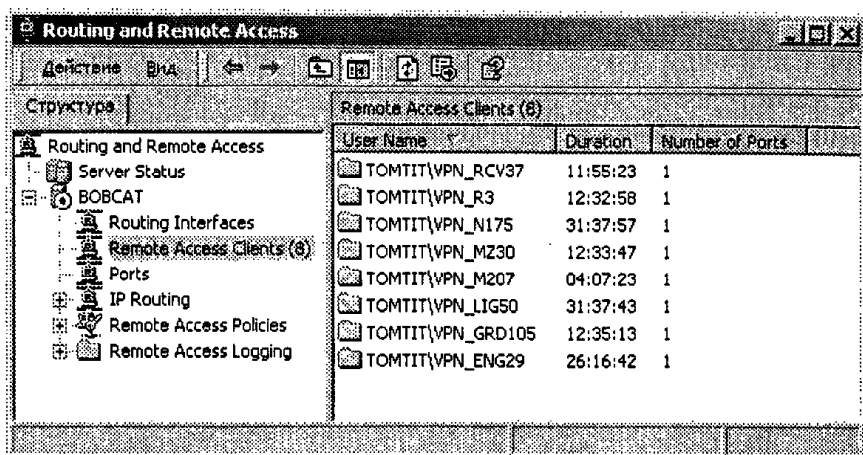 Routing and Remote Access
Действие Вид
Структура
Routing and Remote Access
Server Status
BOBCAT
Routing Interfaces
Remote Access Clients (8)
Ports
IP Routing
Remote Access Policies
Remote Access Logging
Remote Access Clients (8)
User Name Duration Number of Ports
TOMTIT\VPN_RCV37 11:55:23 1
TOMTIT\VPN_R3 12:32:58 1
TOMTIT\VPN_N175 31:37:57 1
TOMTIT\VPN_MZ30 12:33:47 1
TOMTIT\VPN_M207 04:07:23 1
TOMTIT\VPN_LIG50 31:37:43 1
TOMTIT\VPN_GRD105 12:35:13 1
TOMTIT\VPN_ENG29 26:16:42 1